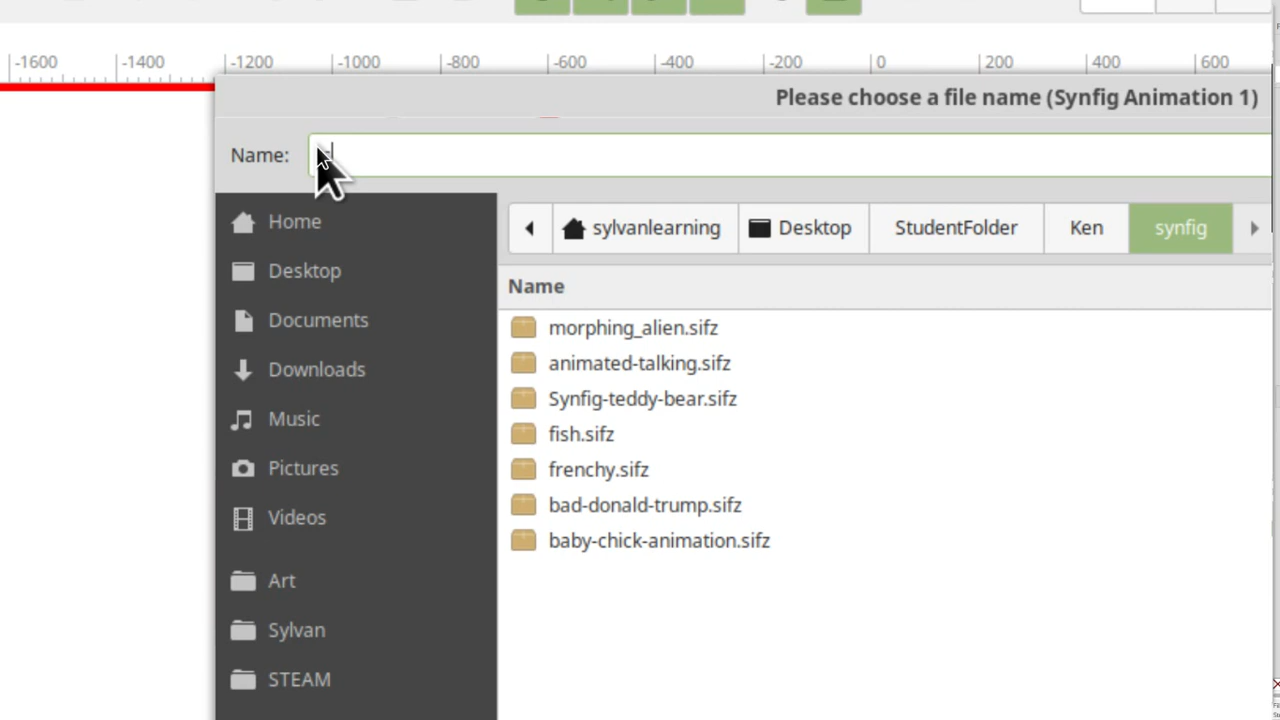 -1600 -1400 -1200 -1000 -800 -600 -400 -200 0 200 400 600
Please choose a file name (Synfig Animation 1)
Name:
Home
Desktop
Documents
Downloads
Music
Pictures
Videos
Art
Sylvan
STEAM
sylvanlearning Desktop StudentFolder Ken synfig
Name
morphing_alien.sifz
animated-talking.sifz
Synfig-teddy-bear.sifz
fish.sifz
frenchy.sifz
bad-donald-trump.sifz
baby-chick-animation.sifz